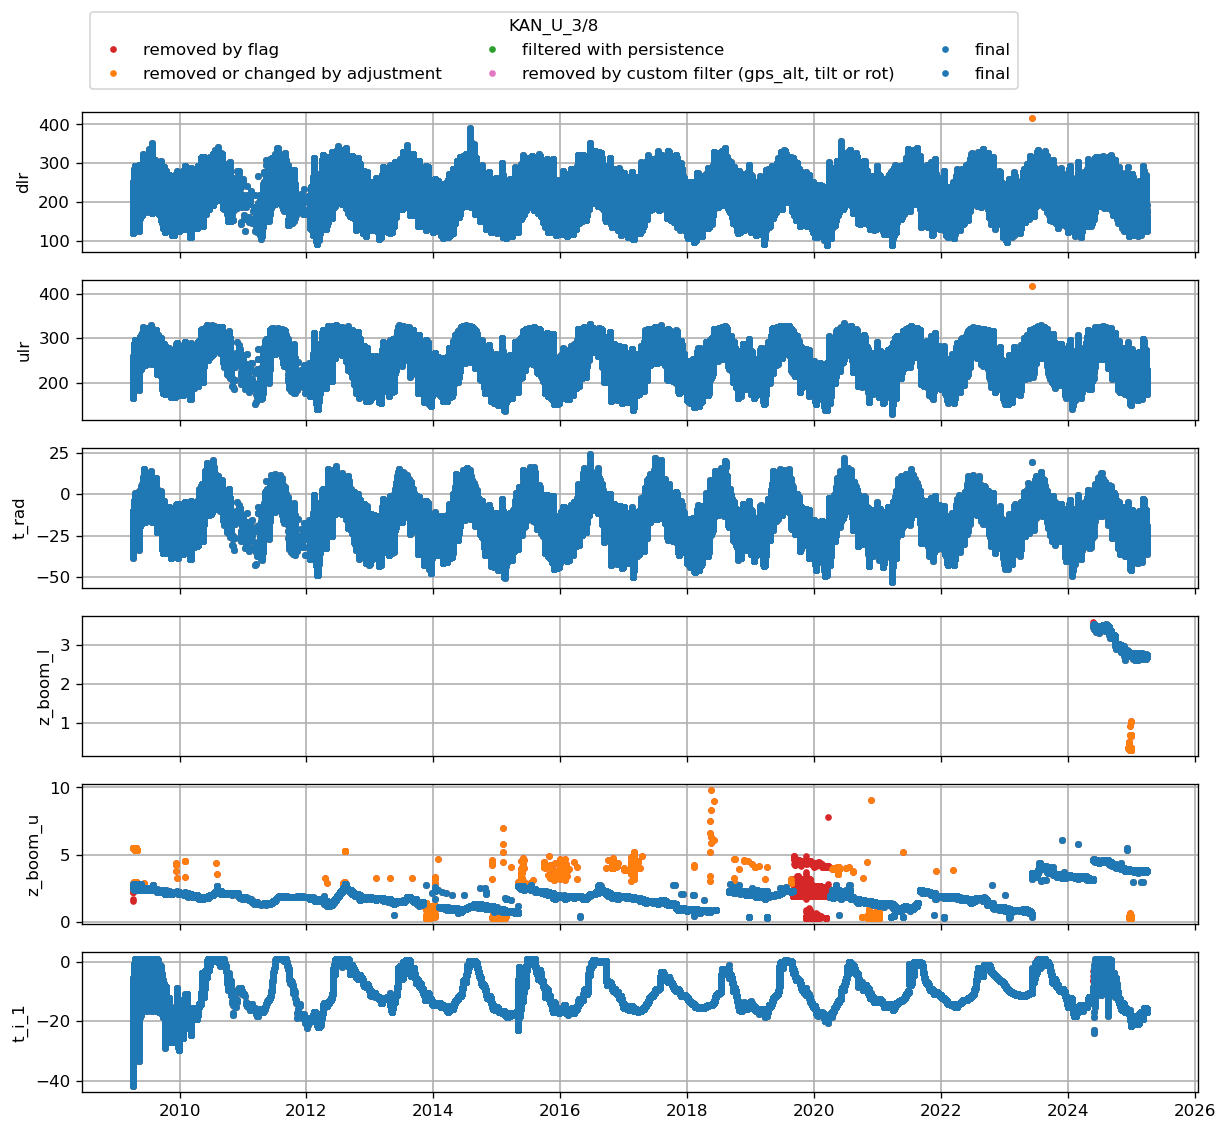 KAN_U_3/8
removed by flag
removed or changed by adjustment
filtered with persistence
removed by custom filter (gps_alt, tilt or rot)
final
final
400
300
200
100
dlr
400
300
200
ulr
25
0
−25
−50
t_rad
3
2
1
z_boom_l
10
5
0
z_boom_u
0
−20
−40
t_i_1
2010 2012 2014 2016 2018 2020 2022 2024 2026